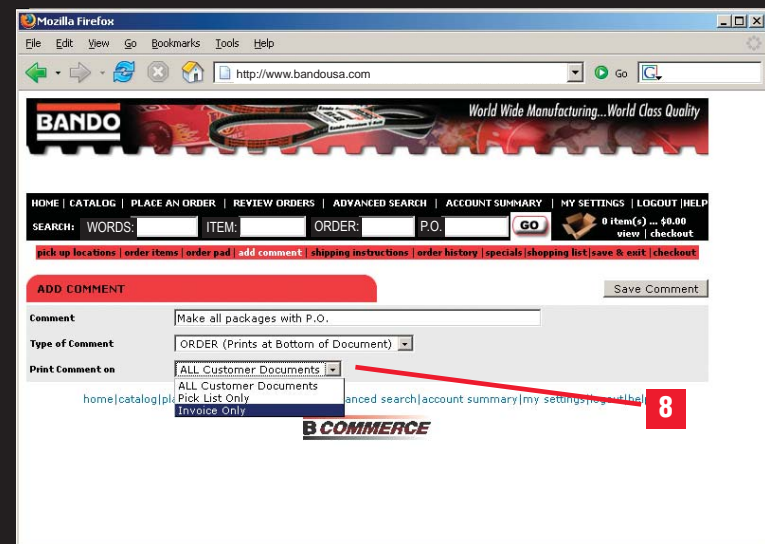 Mozilla Firefox
File Edit View Go Bookmarks Tools Help
http://www.bandousa.com Go G
BANDO
World Wide Manufacturing...World Class Quality
HOME | CATALOG | PLACE AN ORDER | REVIEW ORDERS | ADVANCED SEARCH | ACCOUNT SUMMARY | MY SETTINGS | LOGOUT | HELP
SEARCH: WORDS: ITEM: ORDER: P.O. GO 0 item(s) ... $0.00
view | checkout
pick up locations | order items | order pad | add comment | shipping instructions | order history | specials | shopping list | save & exit | checkout
ADD COMMENT Save Comment
Comment Make all packages with P.O.
Type of Comment ORDER (Prints at Bottom of Document)
Print Comment on ALL Customer Documents
ALL Customer Documents
Pick List Only
Invoice Only
home|catalog| search|account summary|my settings|logout|
8
B COMMERCE